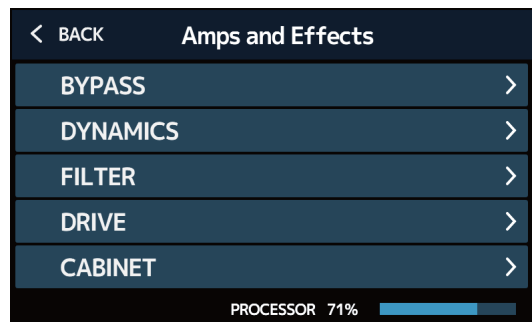 < BACK Amps and Effects
BYPASS >
DYNAMICS >
FILTER >
DRIVE >
CABINET >
PROCESSOR 71%